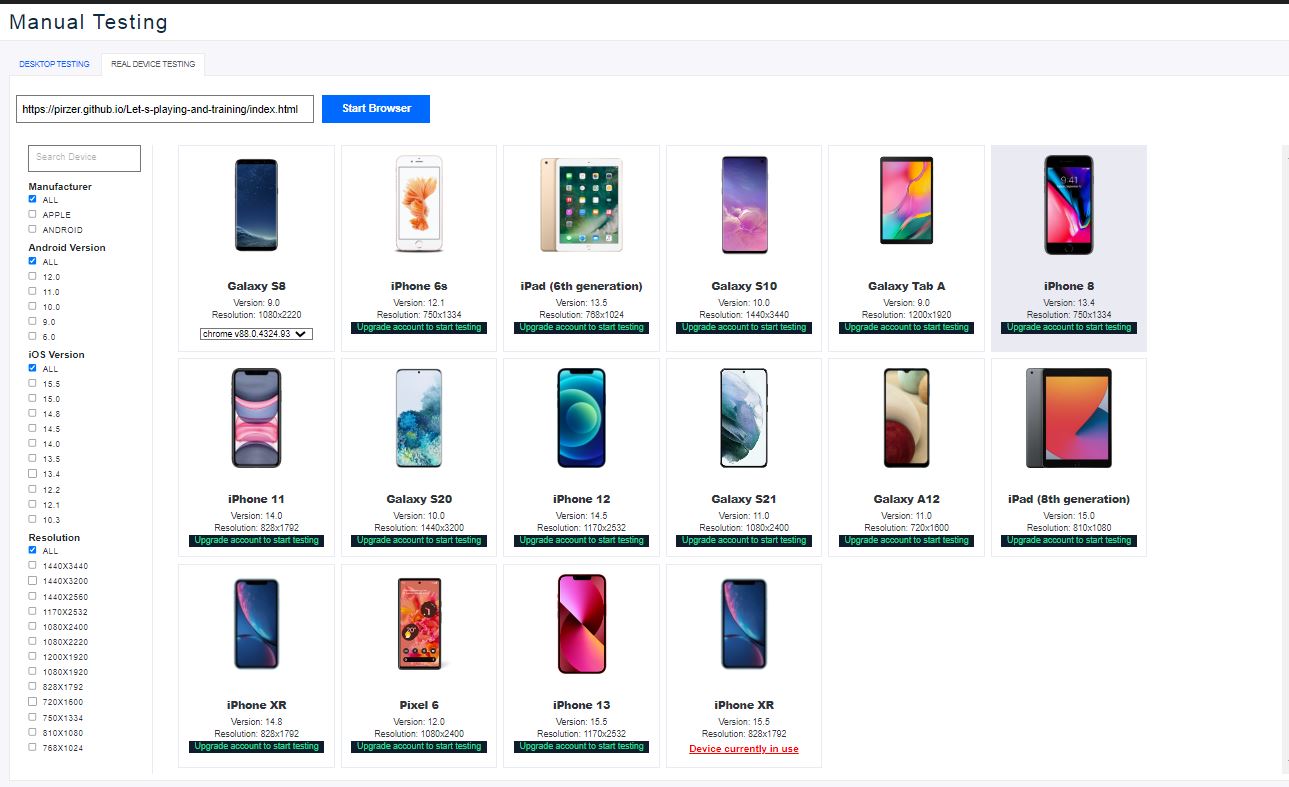 Manual Testing
DESKTOP TESTING
REAL DEVICE TESTING
https://pirzer.github.io/Let-s-playing-and-training/index.html
Start Browser
Search Device
Manufacturer
ALL
APPLE
ANDROID
Android Version
ALL
12.0
11.0
10.0
9.0
6.0
iOS Version
ALL
15.5
15.0
14.8
14.5
14.0
13.5
13.4
12.2
12.1
10.3
Resolution
ALL
1440X3440
1440X3200
1440X2560
1170X2532
1080X2400
1080X2220
1200X1920
1080X1920
828X1792
720X1600
750X1334
810X1080
768X1024
Galaxy S8
Version: 9.0
Resolution: 1080x2220
chrome v88.0.4324.93
iPhone 6s
Version: 12.1
Resolution: 750x1334
Upgrade account to start testing
iPad (6th generation)
Version: 13.5
Resolution: 768x1024
Upgrade account to start testing
Galaxy S10
Version: 10.0
Resolution: 1440x3440
Upgrade account to start testing
Galaxy Tab A
Version: 9.0
Resolution: 1200x1920
Upgrade account to start testing
9:41
iPhone 8
Version: 13.4
Resolution: 750x1334
Upgrade account to start testing
iPhone 11
Version: 14.0
Resolution: 828x1792
Upgrade account to start testing
Galaxy S20
Version: 10.0
Resolution: 1440x3200
Upgrade account to start testing
iPhone 12
Version: 14.5
Resolution: 1170x2532
Upgrade account to start testing
Galaxy S21
Version: 11.0
Resolution: 1080x2400
Upgrade account to start testing
Galaxy A12
Version: 11.0
Resolution: 720x1600
Upgrade account to start testing
iPad (8th generation)
Version: 15.0
Resolution: 810x1080
Upgrade account to start testing
iPhone XR
Version: 14.8
Resolution: 828x1792
Upgrade account to start testing
Pixel 6
Version: 12.0
Resolution: 1080x2400
Upgrade account to start testing
iPhone 13
Version: 15.5
Resolution: 1170x2532
Upgrade account to start testing
iPhone XR
Version: 15.5
Resolution: 828x1792
Device currently in use